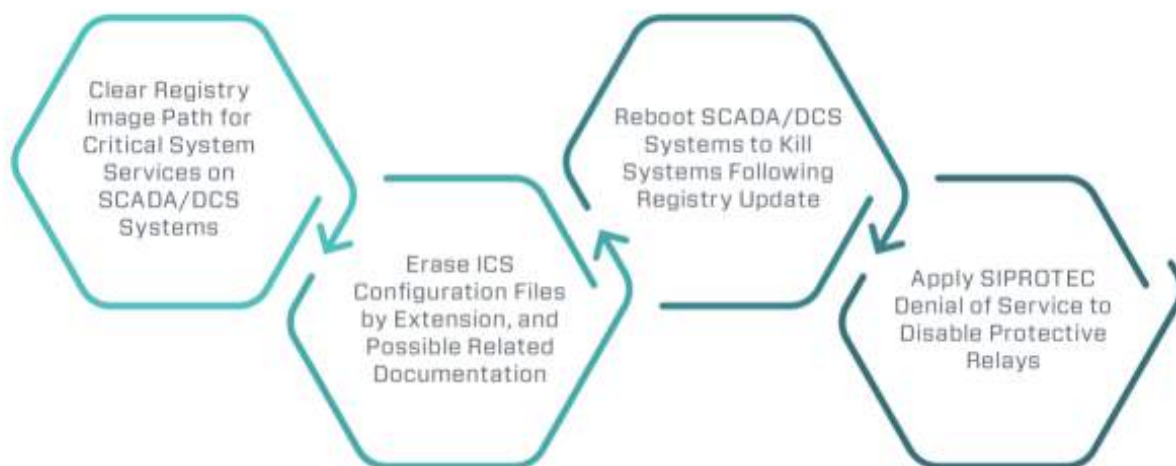 Clear Registry
Image Path for
Critical System
Services on
SCADA/DCS
Systems
Erase ICS
Configuration Files
by Extension, and
Possible Related
Documentation
Reboot SCADA/DCS
Systems to Kill
Systems Following
Registry Update
Apply SIPROTEC
Denial of Service to
Disable Protective
Relays